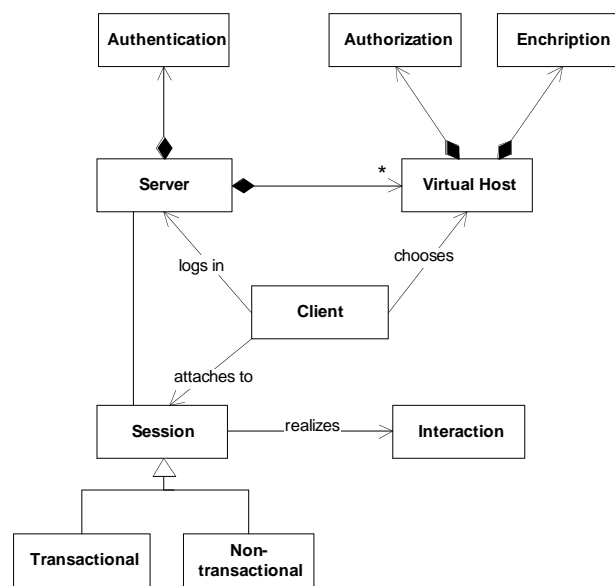 Authentication
Authorization
Enchription
Server
*
Virtual Host
logs in
chooses
Client
attaches to
Session
realizes
Interaction
Transactional
Non-
transactional